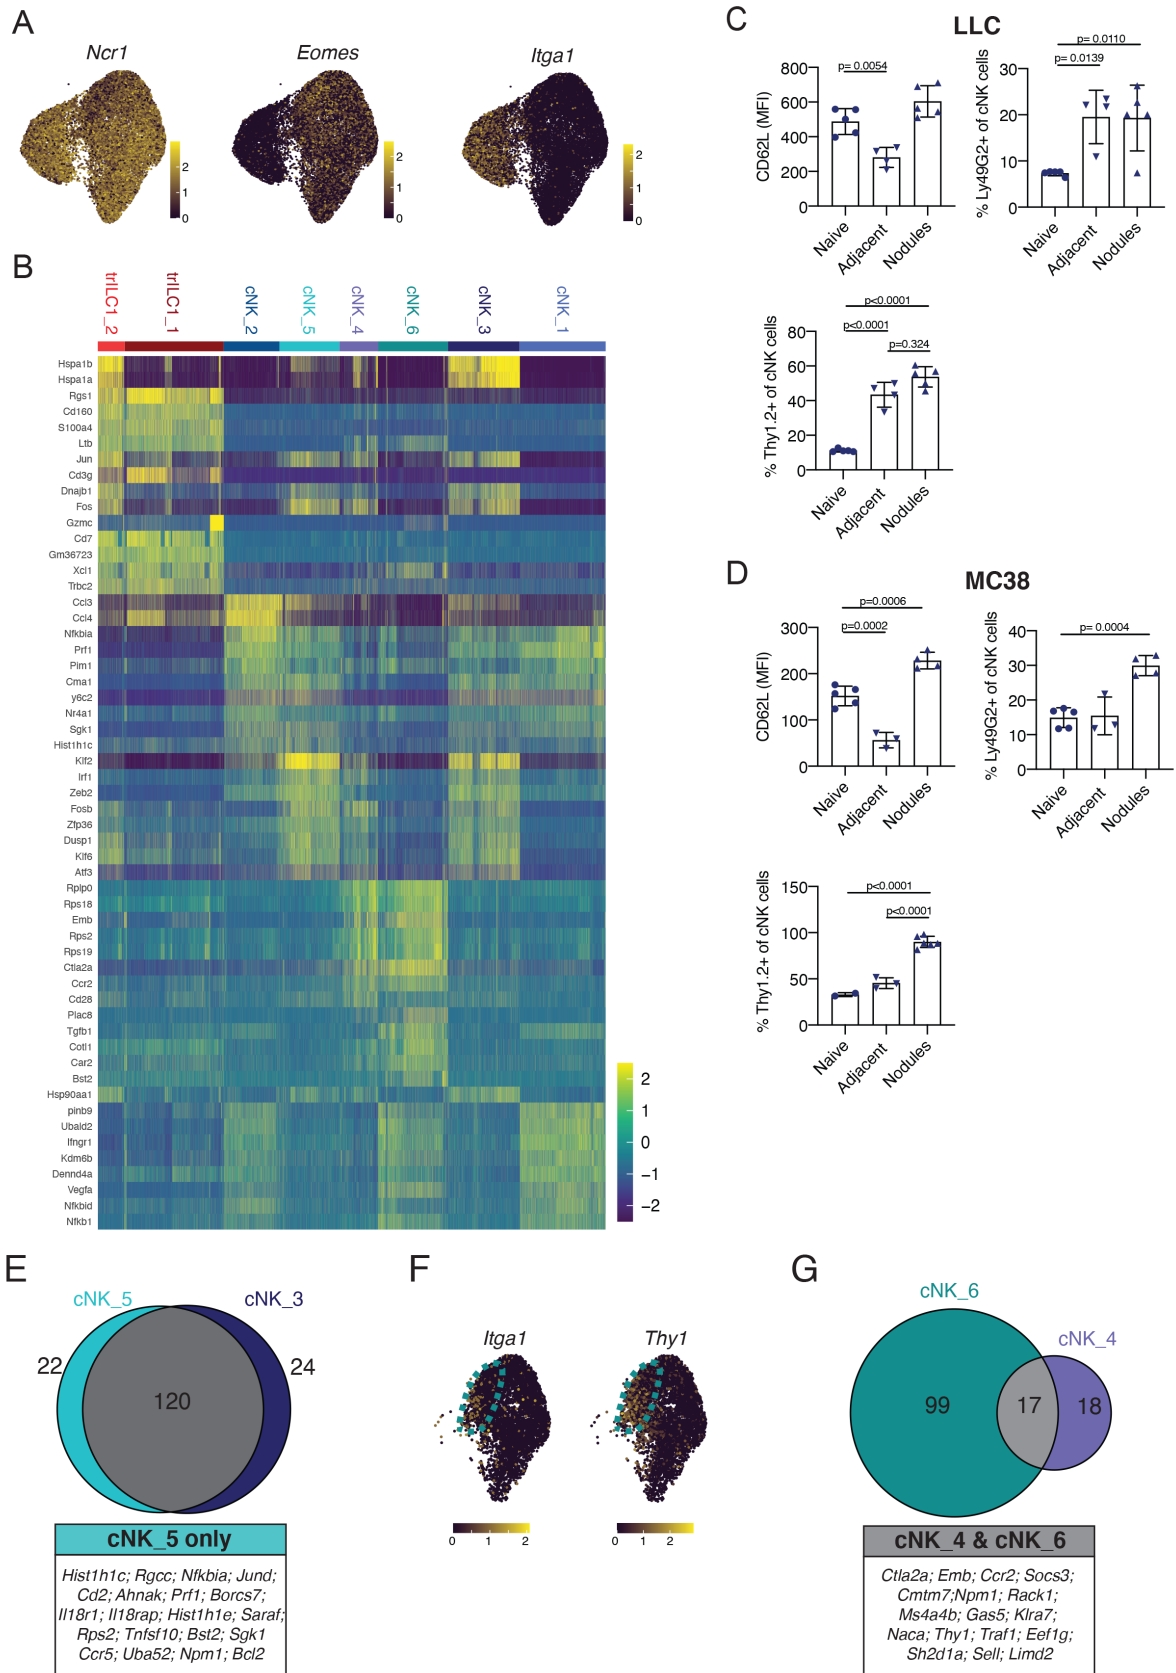 A
Ncr1
Eomes
Itga1
2
1
0
2
1
0
2
1
0
B
trILC1_2
trILC1_1
cNK_2
cNK_5
cNK_4
cNK_6
cNK_3
cNK_1
Hspa1b
Hspa1a
Rgs1
Cd160
S100a4
Ltb
Jun
Cd3g
Dnajb1
Fos
Gzmc
Cd7
Gm36723
Xcl1
Trbc2
Ccl3
Ccl4
Nfkbia
Prf1
Pim1
Cma1
y6c2
Nr4a1
Sgk1
Hist1h1c
Klf2
Irf1
Zeb2
Fosb
Zfp36
Dusp1
Klf6
Atf3
Rplp0
Rps18
Emb
Rps2
Rps19
Ctla2a
Ccr2
Cd28
Plac8
Tgfb1
Cotl1
Car2
Bst2
Hsp90aa1
pinb9
Ubald2
Ifngr1
Kdm6b
Dennd4a
Vegfa
Nfkbid
Nfkb1
2
1
0
−1
−2
C
LLC
CD62L (MFI)
800
600
400
200
0
p= 0.0054
Naive
Adjacent
Nodules
% Ly49G2+ of cNK cells
30
20
10
0
p= 0.0110
p= 0.0139
Naive
Adjacent
Nodules
% Thy1.2+ of cNK cells
80
60
40
20
0
p<0.0001
p<0.0001
p=0.324
Naive
Adjacent
Nodules
D
MC38
CD62L (MFI)
300
200
100
0
p=0.0006
p=0.0002
Naive
Adjacent
Nodules
% Ly49G2+ of cNK cells
40
30
20
10
0
p= 0.0004
Naive
Adjacent
Nodules
% Thy1.2+ of cNK cells
150
100
50
0
p<0.0001
p<0.0001
Naive
Adjacent
Nodules
E
cNK_5
cNK_3
22
120
24
cNK_5 only
Hist1h1c; Rgcc; Nfkbia; Jund;
Cd2; Ahnak; Prf1; Borcs7;
Il18r1; Il18rap; Hist1h1e; Saraf;
Rps2; Tnfsf10; Bst2; Sgk1
Ccr5; Uba52; Npm1; Bcl2
F
Itga1
Thy1
0 1 2
0 1 2
G
cNK_6
cNK_4
99
17
18
cNK_4 & cNK_6
Ctla2a; Emb; Ccr2; Socs3;
Cmtm7;Npm1; Rack1;
Ms4a4b; Gas5; Klra7;
Naca; Thy1; Traf1; Eef1g;
Sh2d1a; Sell; Limd2